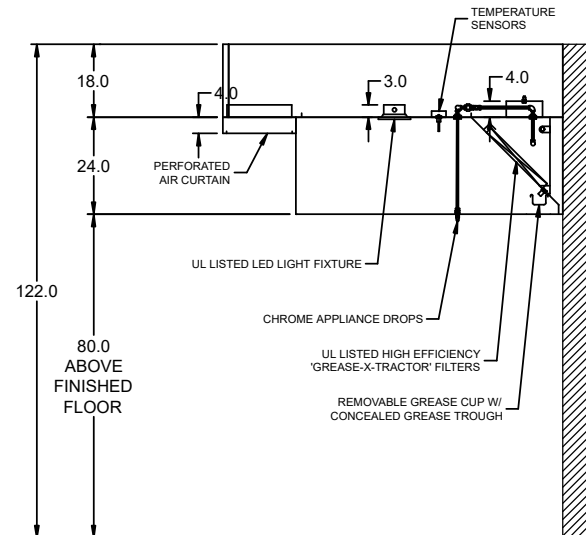 TEMPERATURE
SENSORS
18.0
4.0
3.0
4.0
24.0
PERFORATED
AIR CURTAIN
UL LISTED LED LIGHT FIXTURE
122.0
CHROME APPLIANCE DROPS
80.0
ABOVE
FINISHED
FLOOR
UL LISTED HIGH EFFICIENCY
'GREASE-X-TRACTOR' FILTERS
REMOVABLE GREASE CUP W/
CONCEALED GREASE TROUGH